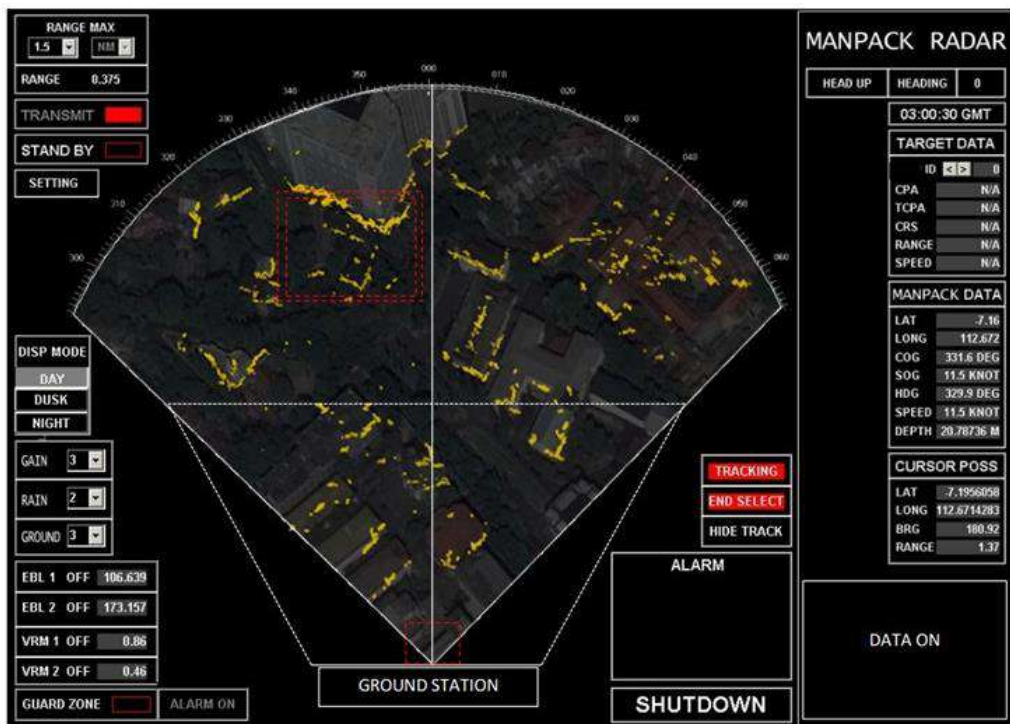 RANGE MAX
1.5 NM
RANGE 0.375
TRANSMIT
STAND BY
SETTING
300
310
320
330
340
350
000
010
020
030
040
050
060
MANPACK RADAR
HEAD UP HEADING 0
03:00:30 GMT
TARGET DATA
ID < > 0
CPA N/A
TCPA N/A
CRS N/A
RANGE N/A
SPEED N/A
MANPACK DATA
LAT -7.16
LONG 112.672
COG 331.6 DEG
SOG 11.5 KNOT
HDG 329.9 DEG
SPEED 11.5 KNOT
DEPTH 20.78736 M
CURSOR POSS
LAT -7.1956058
LONG 112.6714283
BRG 180.92
RANGE 1.37
DISP MODE
DAY
DUSK
NIGHT
GAIN 3
RAIN 2
GROUND 3
EBL 1 OFF 106.639
EBL 2 OFF 173.157
VRM 1 OFF 0.86
VRM 2 OFF 0.46
GUARD ZONE ALARM ON
GROUND STATION
TRACKING
END SELECT
HIDE TRACK
ALARM
SHUTDOWN
DATA ON